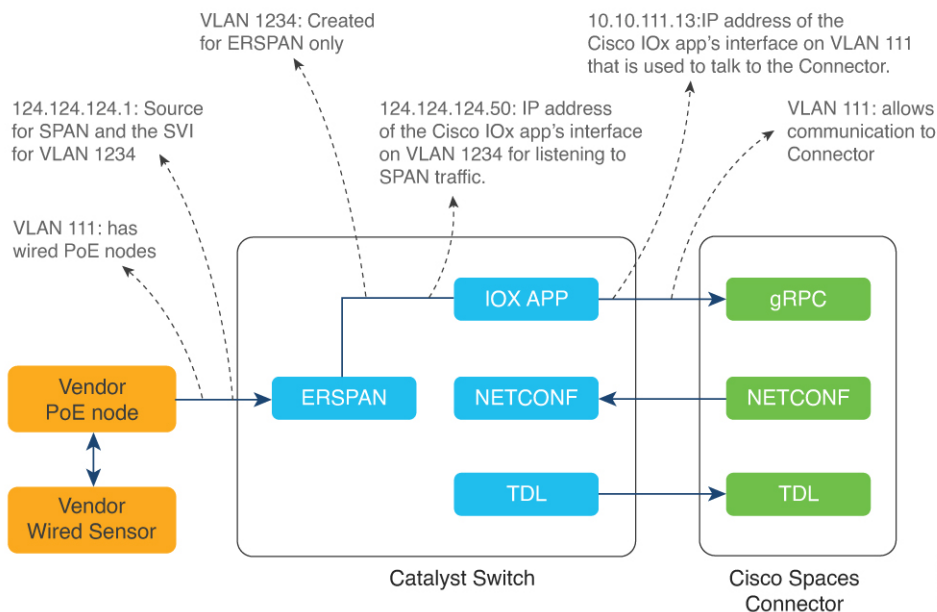 VLAN 1234: Created
for ERSPAN only
10.10.111.13:IP address of the
Cisco IOx app's interface on VLAN 111
that is used to talk to the Connector.
124.124.124.1: Source
for SPAN and the SVI
for VLAN 1234
124.124.124.50: IP address
of the Cisco IOx app's interface
on VLAN 1234 for listening to
SPAN traffic.
VLAN 111: allows
communication to
Connector
VLAN 111: has
wired PoE nodes
IOX APP
gRPC
Vendor
PoE node
ERSPAN
NETCONF
NETCONF
Vendor
Wired Sensor
TDL
TDL
Catalyst Switch
Cisco Spaces
Connector